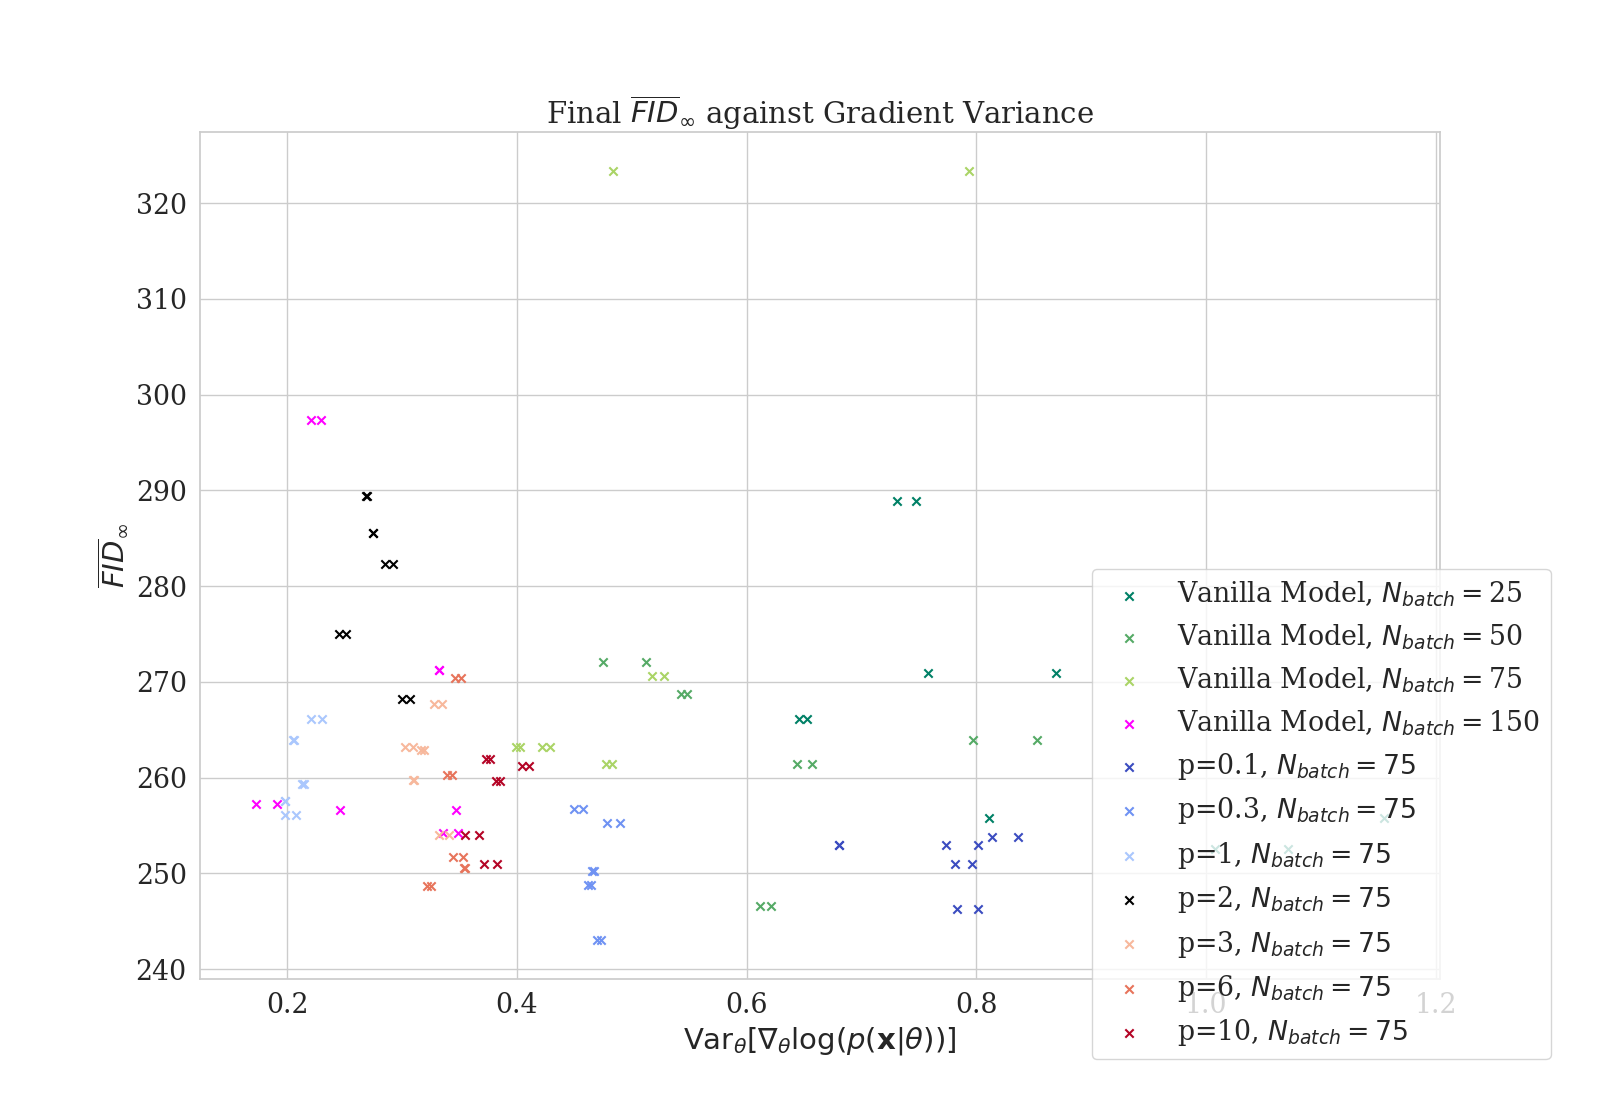 Final $\overline{FID}_\infty$ against Gradient Variance
$\overline{FID}_\infty$
320
310
300
290
280
270
260
250
240
0.2 0.4 0.6 0.8 1.0 1.2
Var$_\theta$[∇$_\theta$log(p(**x**|θ))]
Vanilla Model, $N_{batch}$ = 25
Vanilla Model, $N_{batch}$ = 50
Vanilla Model, $N_{batch}$ = 75
Vanilla Model, $N_{batch}$ = 150
p=0.1, $N_{batch}$ = 75
p=0.3, $N_{batch}$ = 75
p=1, $N_{batch}$ = 75
p=2, $N_{batch}$ = 75
p=3, $N_{batch}$ = 75
p=6, $N_{batch}$ = 75
p=10, $N_{batch}$ = 75